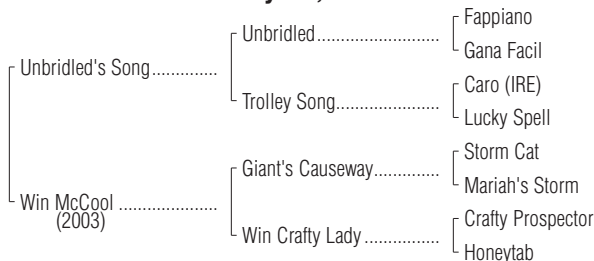 Fappiano
Unbridled..............................
Gana Facil
Unbridled's Song.............
Caro (IRE)
Trolley Song.........................
Lucky Spell
Storm Cat
Giant's Causeway................
Mariah's Storm
Win McCool ...................
(2003)
Crafty Prospector
Win Crafty Lady ..................
Honeytab